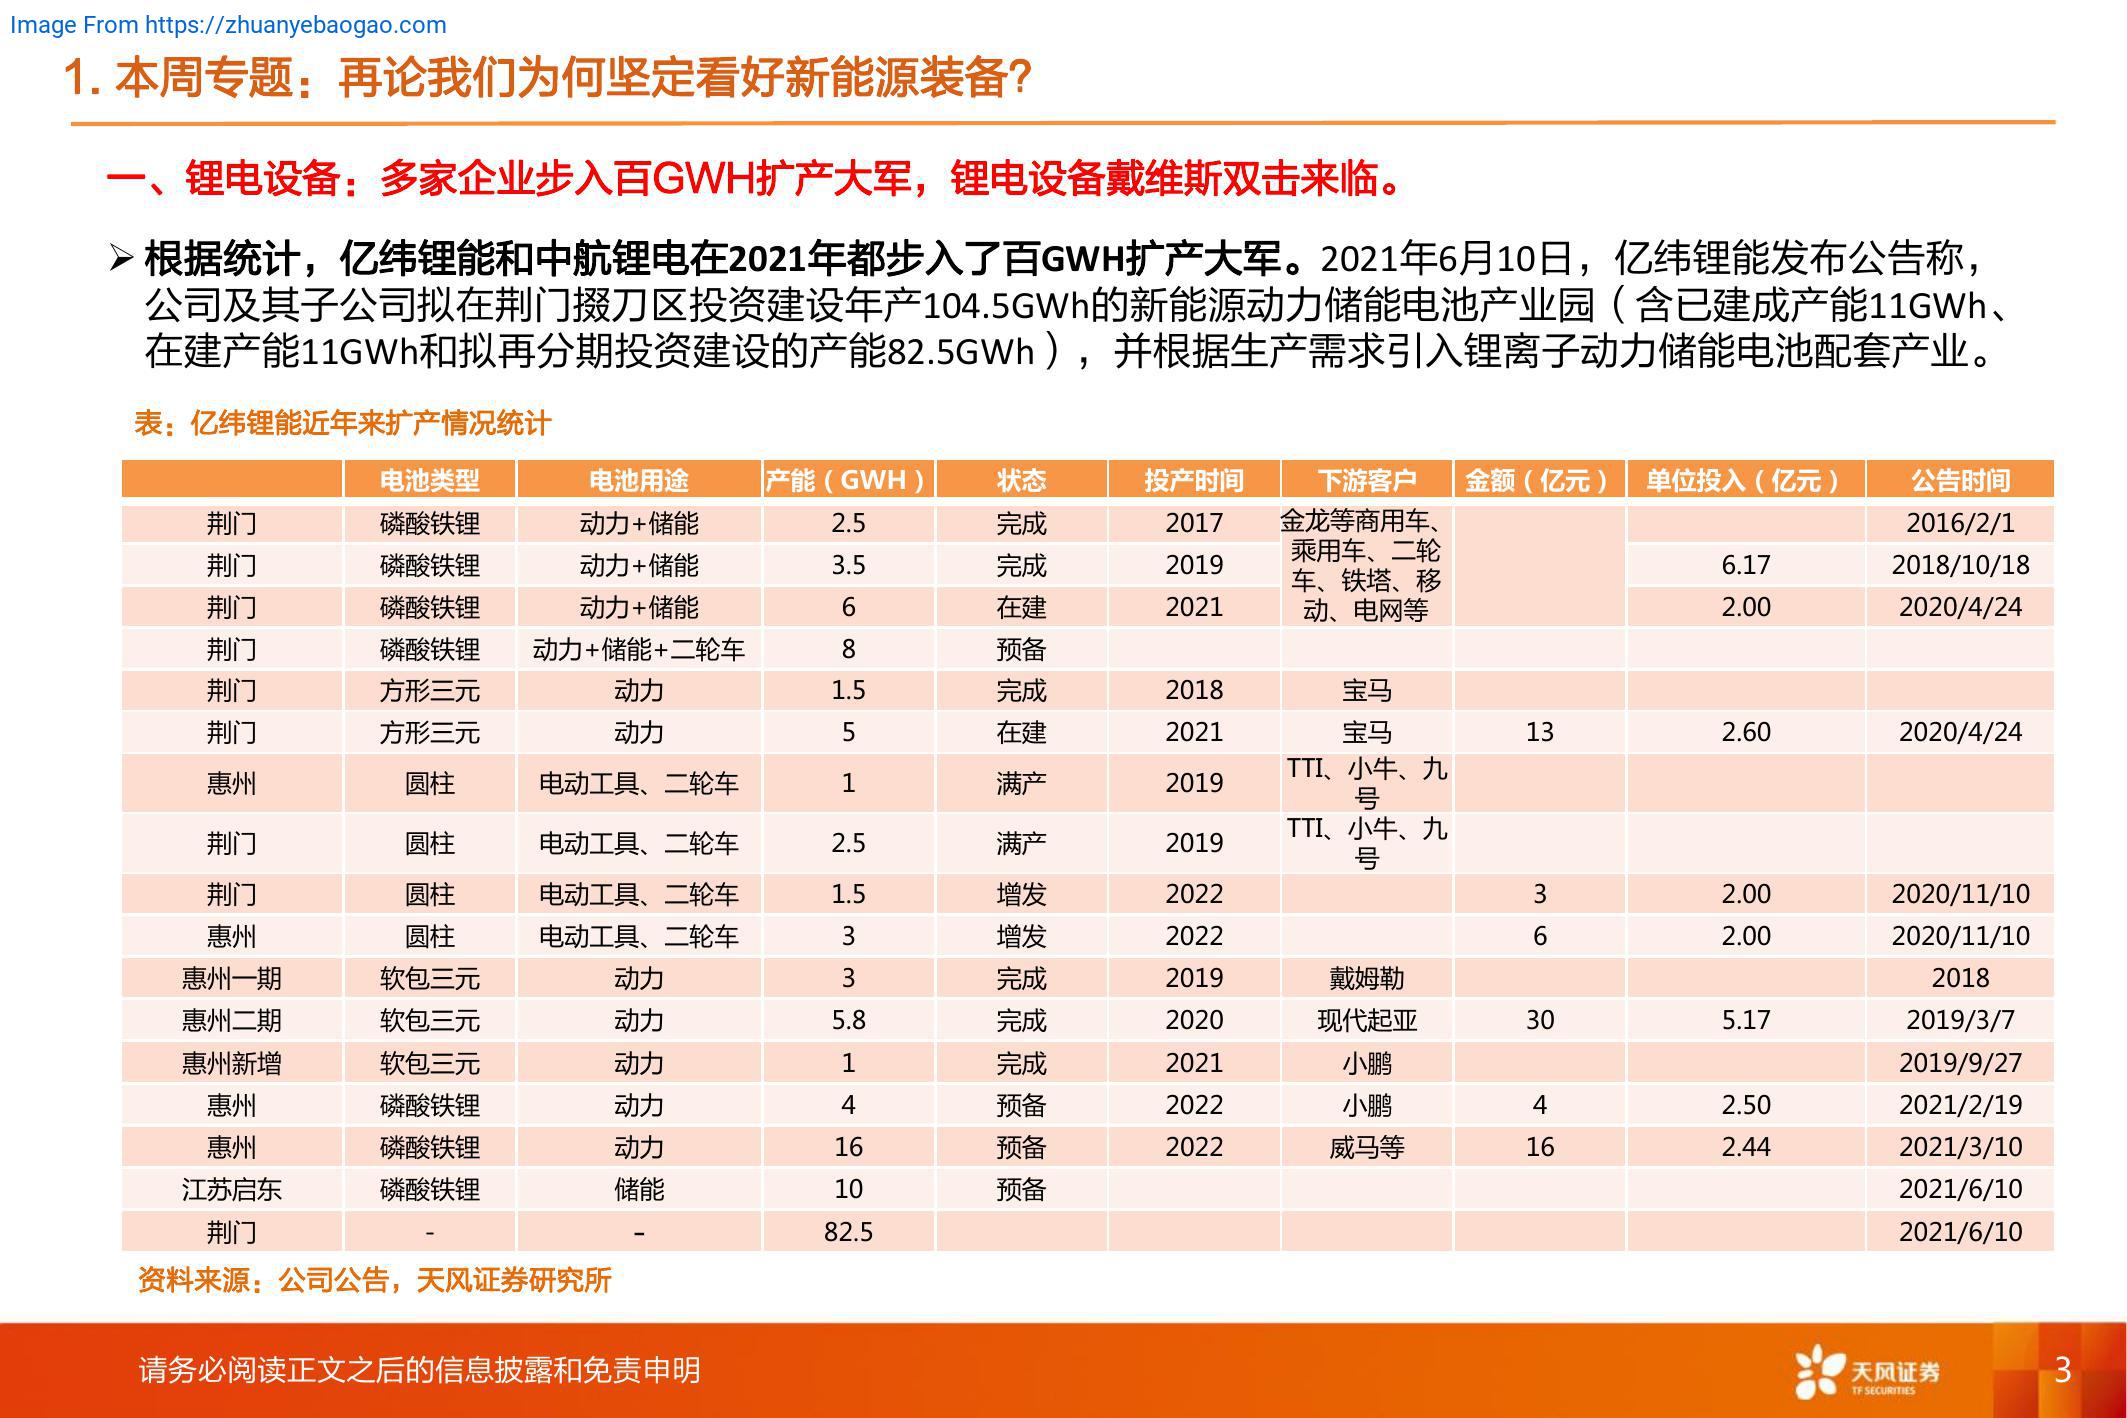 Image From https://zhuanyebaogao.com
1. 本周专题：再论我们为何坚定看好新能源装备？
一、锂电设备：多家企业步入百GWH扩产大军，锂电设备戴维斯双击来临。
➢ 根据统计，亿纬锂能和中航锂电在2021年都步入了百GWH扩产大军。2021年6月10日，亿纬锂能发布公告称，
公司及其子公司拟在荆门掇刀区投资建设年产104.5GWh的新能源动力储能电池产业园（含已建成产能11GWh、
在建产能11GWh和拟再分期投资建设的产能82.5GWh），并根据生产需求引入锂离子动力储能电池配套产业。
表：亿纬锂能近年来扩产情况统计
电池类型 电池用途 产能（GWH） 状态 投产时间 下游客户 金额（亿元） 单位投入（亿元） 公告时间
荆门 磷酸铁锂 动力+储能 2.5 完成 2017 金龙等商用车、 2016/2/1
乘用车、二轮
荆门 磷酸铁锂 动力+储能 3.5 完成 2019 6.17 2018/10/18
车、铁塔、移
荆门 磷酸铁锂 动力+储能 6 在建 2021 动、电网等 2.00 2020/4/24
荆门 磷酸铁锂 动力+储能+二轮车 8 预备
荆门 方形三元 动力 1.5 完成 2018 宝马
荆门 方形三元 动力 5 在建 2021 宝马 13 2.60 2020/4/24
惠州 圆柱 电动工具、二轮车 1 满产 2019 TTI、小牛、九
号
荆门 圆柱 电动工具、二轮车 2.5 满产 2019 TTI、小牛、九
号
荆门 圆柱 电动工具、二轮车 1.5 增发 2022 3 2.00 2020/11/10
惠州 圆柱 电动工具、二轮车 3 增发 2022 6 2.00 2020/11/10
惠州一期 软包三元 动力 3 完成 2019 戴姆勒 2018
惠州二期 软包三元 动力 5.8 完成 2020 现代起亚 30 5.17 2019/3/7
惠州新增 软包三元 动力 1 完成 2021 小鹏 2019/9/27
惠州 磷酸铁锂 动力 4 预备 2022 小鹏 4 2.50 2021/2/19
惠州 磷酸铁锂 动力 16 预备 2022 威马等 16 2.44 2021/3/10
江苏启东 磷酸铁锂 储能 10 预备 2021/6/10
荆门 - - 82.5 2021/6/10
资料来源：公司公告，天风证券研究所
请务必阅读正文之后的信息披露和免责申明
天风证券
TF SECURITIES
3